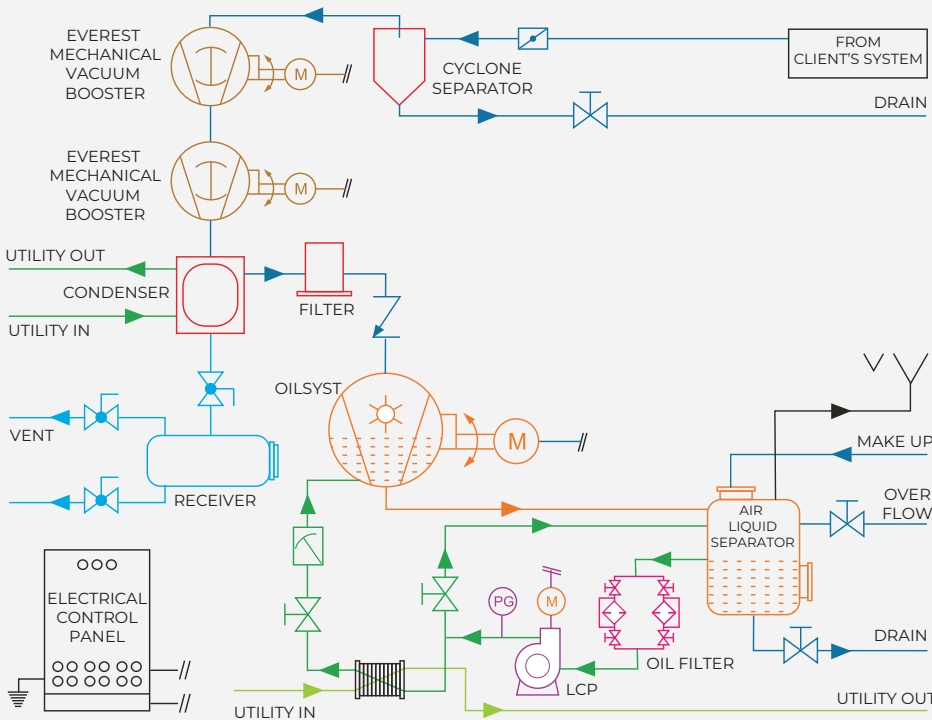 EVEREST
MECHANICAL
VACUUM
BOOSTER
M
CYCLONE
SEPARATOR
FROM
CLIENT'S SYSTEM
DRAIN
EVEREST
MECHANICAL
VACUUM
BOOSTER
M
UTILITY OUT
CONDENSER
UTILITY IN
FILTER
OILSYST
M
VENT
RECEIVER
MAKE UP
OVER
FLOW
AIR
LIQUID
SEPARATOR
ELECTRICAL
CONTROL
PANEL
PG
M
OIL FILTER
DRAIN
LCP
UTILITY IN
UTILITY OUT